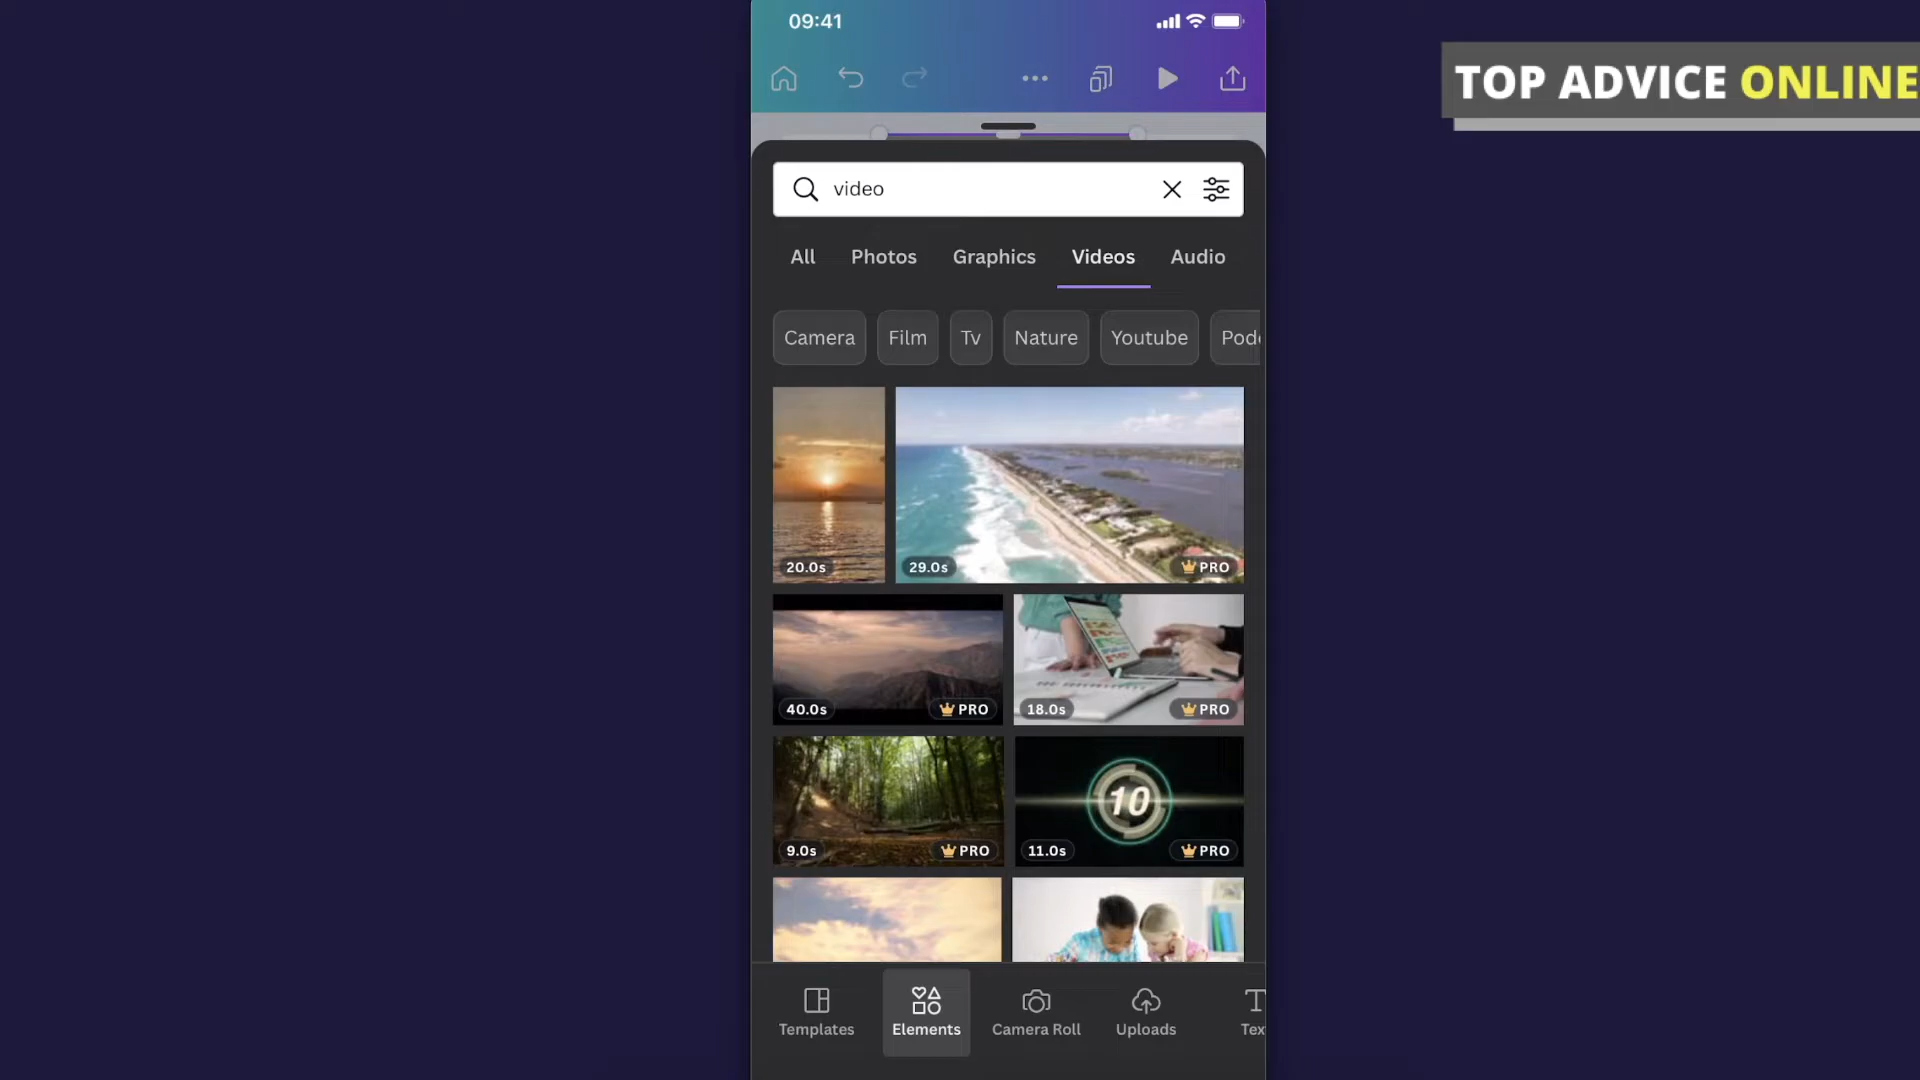 09:41
TOP ADVICE ONLINE
video
All Photos Graphics Videos Audio
Camera Film Tv Nature Youtube
20.0s 29.0s PRO
40.0s PRO 18.0s PRO
10
9.0s PRO 11.0s PRO
Templates Elements Camera Roll Uploads